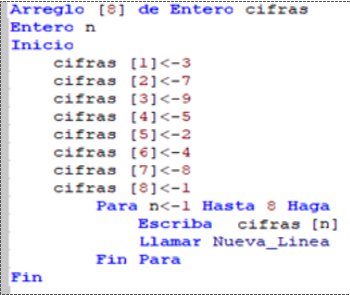 Arreglo [8] de Entero cifras
Entero n
Inicio
cifras [1]<-3
cifras [2]<-7
cifras [3]<-9
cifras [4]<-5
cifras [5]<-2
cifras [6]<-4
cifras [7]<-8
cifras [8]<-1
Para n<-1 Hasta 8 Haga
Escriba cifras [n]
Llamar Nueva_Linea
Fin Para
Fin